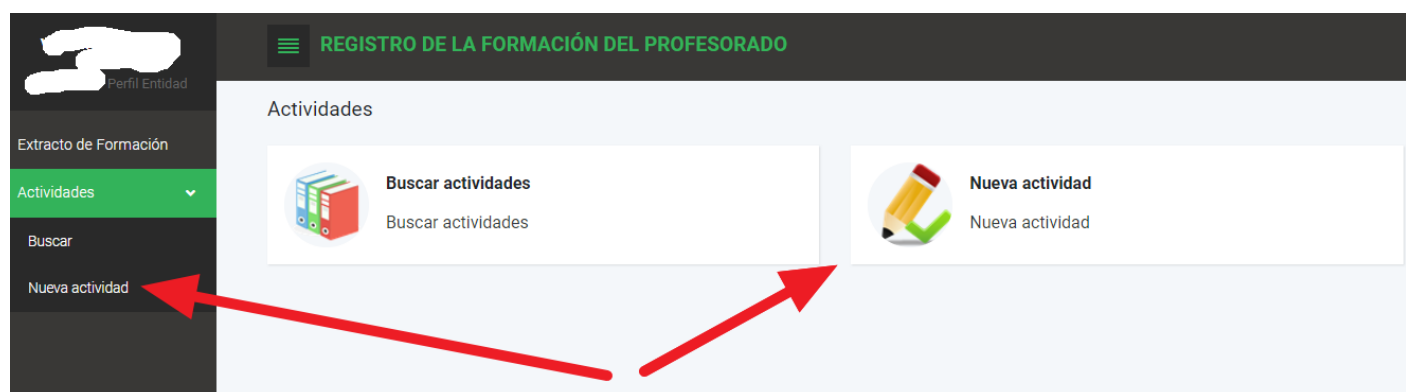 Perfil Entidad
REGISTRO DE LA FORMACIÓN DEL PROFESORADO
Extracto de Formación
Actividades
Buscar
Nueva actividad
Actividades
Buscar actividades
Buscar actividades
Nueva actividad
Nueva actividad